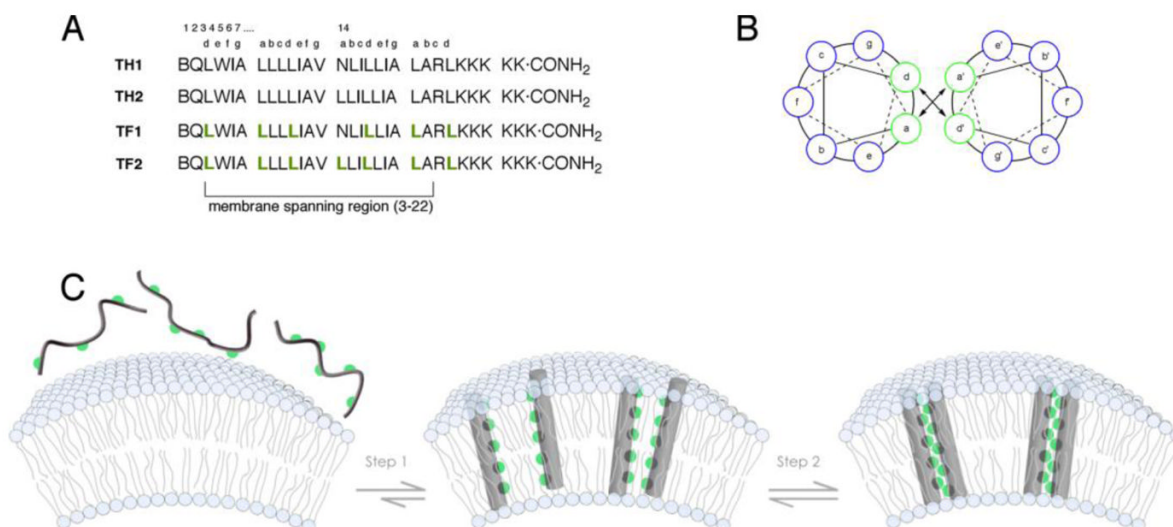 A
1 2 3 4 5 6 7 .... 14
d e f g a b c d e f g a b c d e f g a b c d
TH1 BQLWIA LLLLIAV NLILLIA LARLKKK KK·CONH2
TH2 BQLWIA LLLLIAV LLILLIA LARLKKK KK·CONH2
TF1 BQLWIA LLLLIAV NLILLIA LARLKKK KKK·CONH2
TF2 BQLWIA LLLLIAV LLILLIA LARLKKK KKK·CONH2
membrane spanning region (3-22)
B
g e'
c b'
d a'
f f'
a d'
b c'
e g'
C
Step 1
Step 2